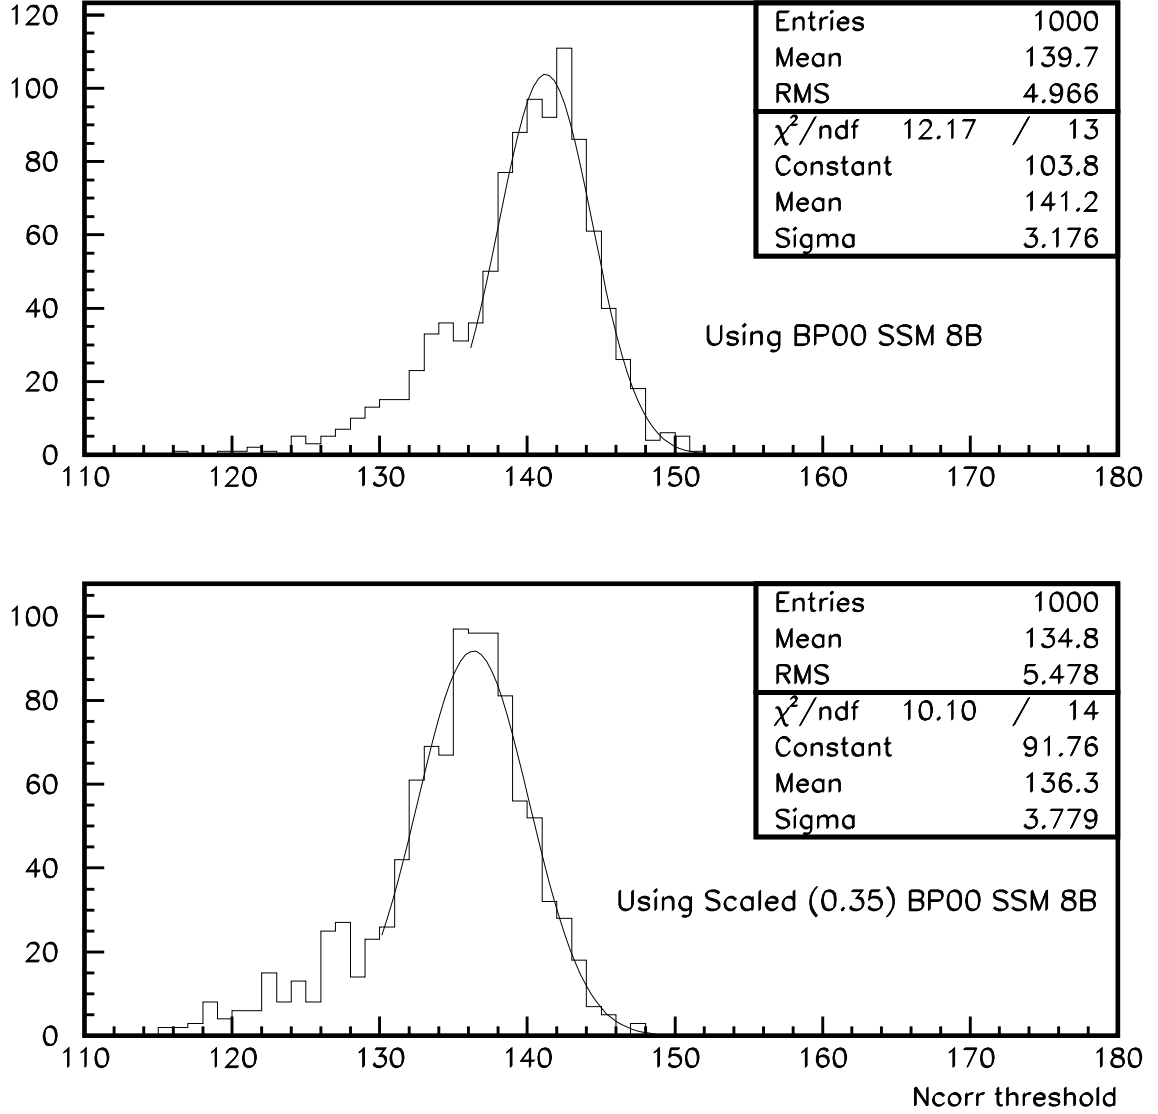 120
100
80
60
40
20
0
110 120 130 140 150 160 170 180
Entries 1000
Mean 139.7
RMS 4.966
χ²/ndf 12.17 / 13
Constant 103.8
Mean 141.2
Sigma 3.176
Using BP00 SSM 8B
100
80
60
40
20
0
110 120 130 140 150 160 170 180
Entries 1000
Mean 134.8
RMS 5.478
χ²/ndf 10.10 / 14
Constant 91.76
Mean 136.3
Sigma 3.779
Using Scaled (0.35) BP00 SSM 8B
Ncorr threshold